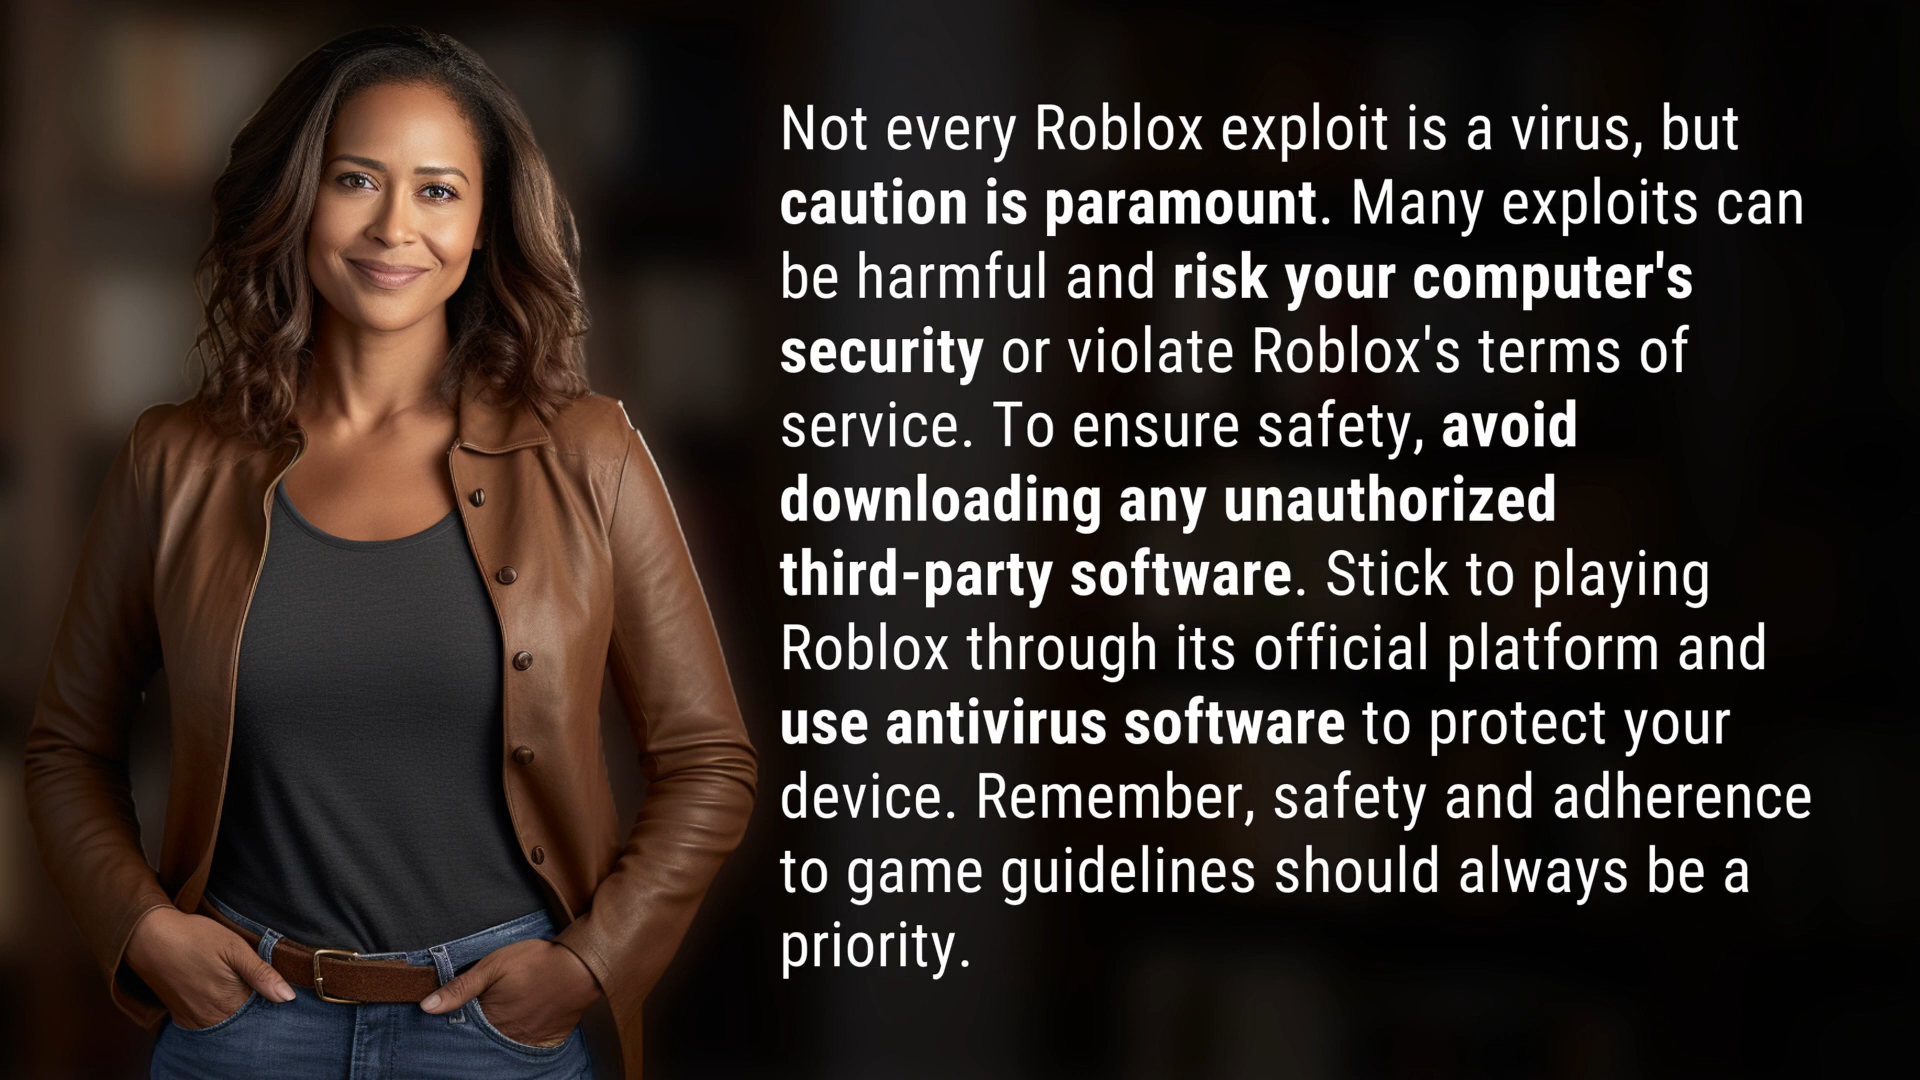 Not every Roblox exploit is a virus, but
caution is paramount. Many exploits can
be harmful and risk your computer's
security or violate Roblox's terms of
service. To ensure safety, avoid
downloading any unauthorized
third-party software. Stick to playing
Roblox through its official platform and
use antivirus software to protect your
device. Remember, safety and adherence
to game guidelines should always be a
priority.